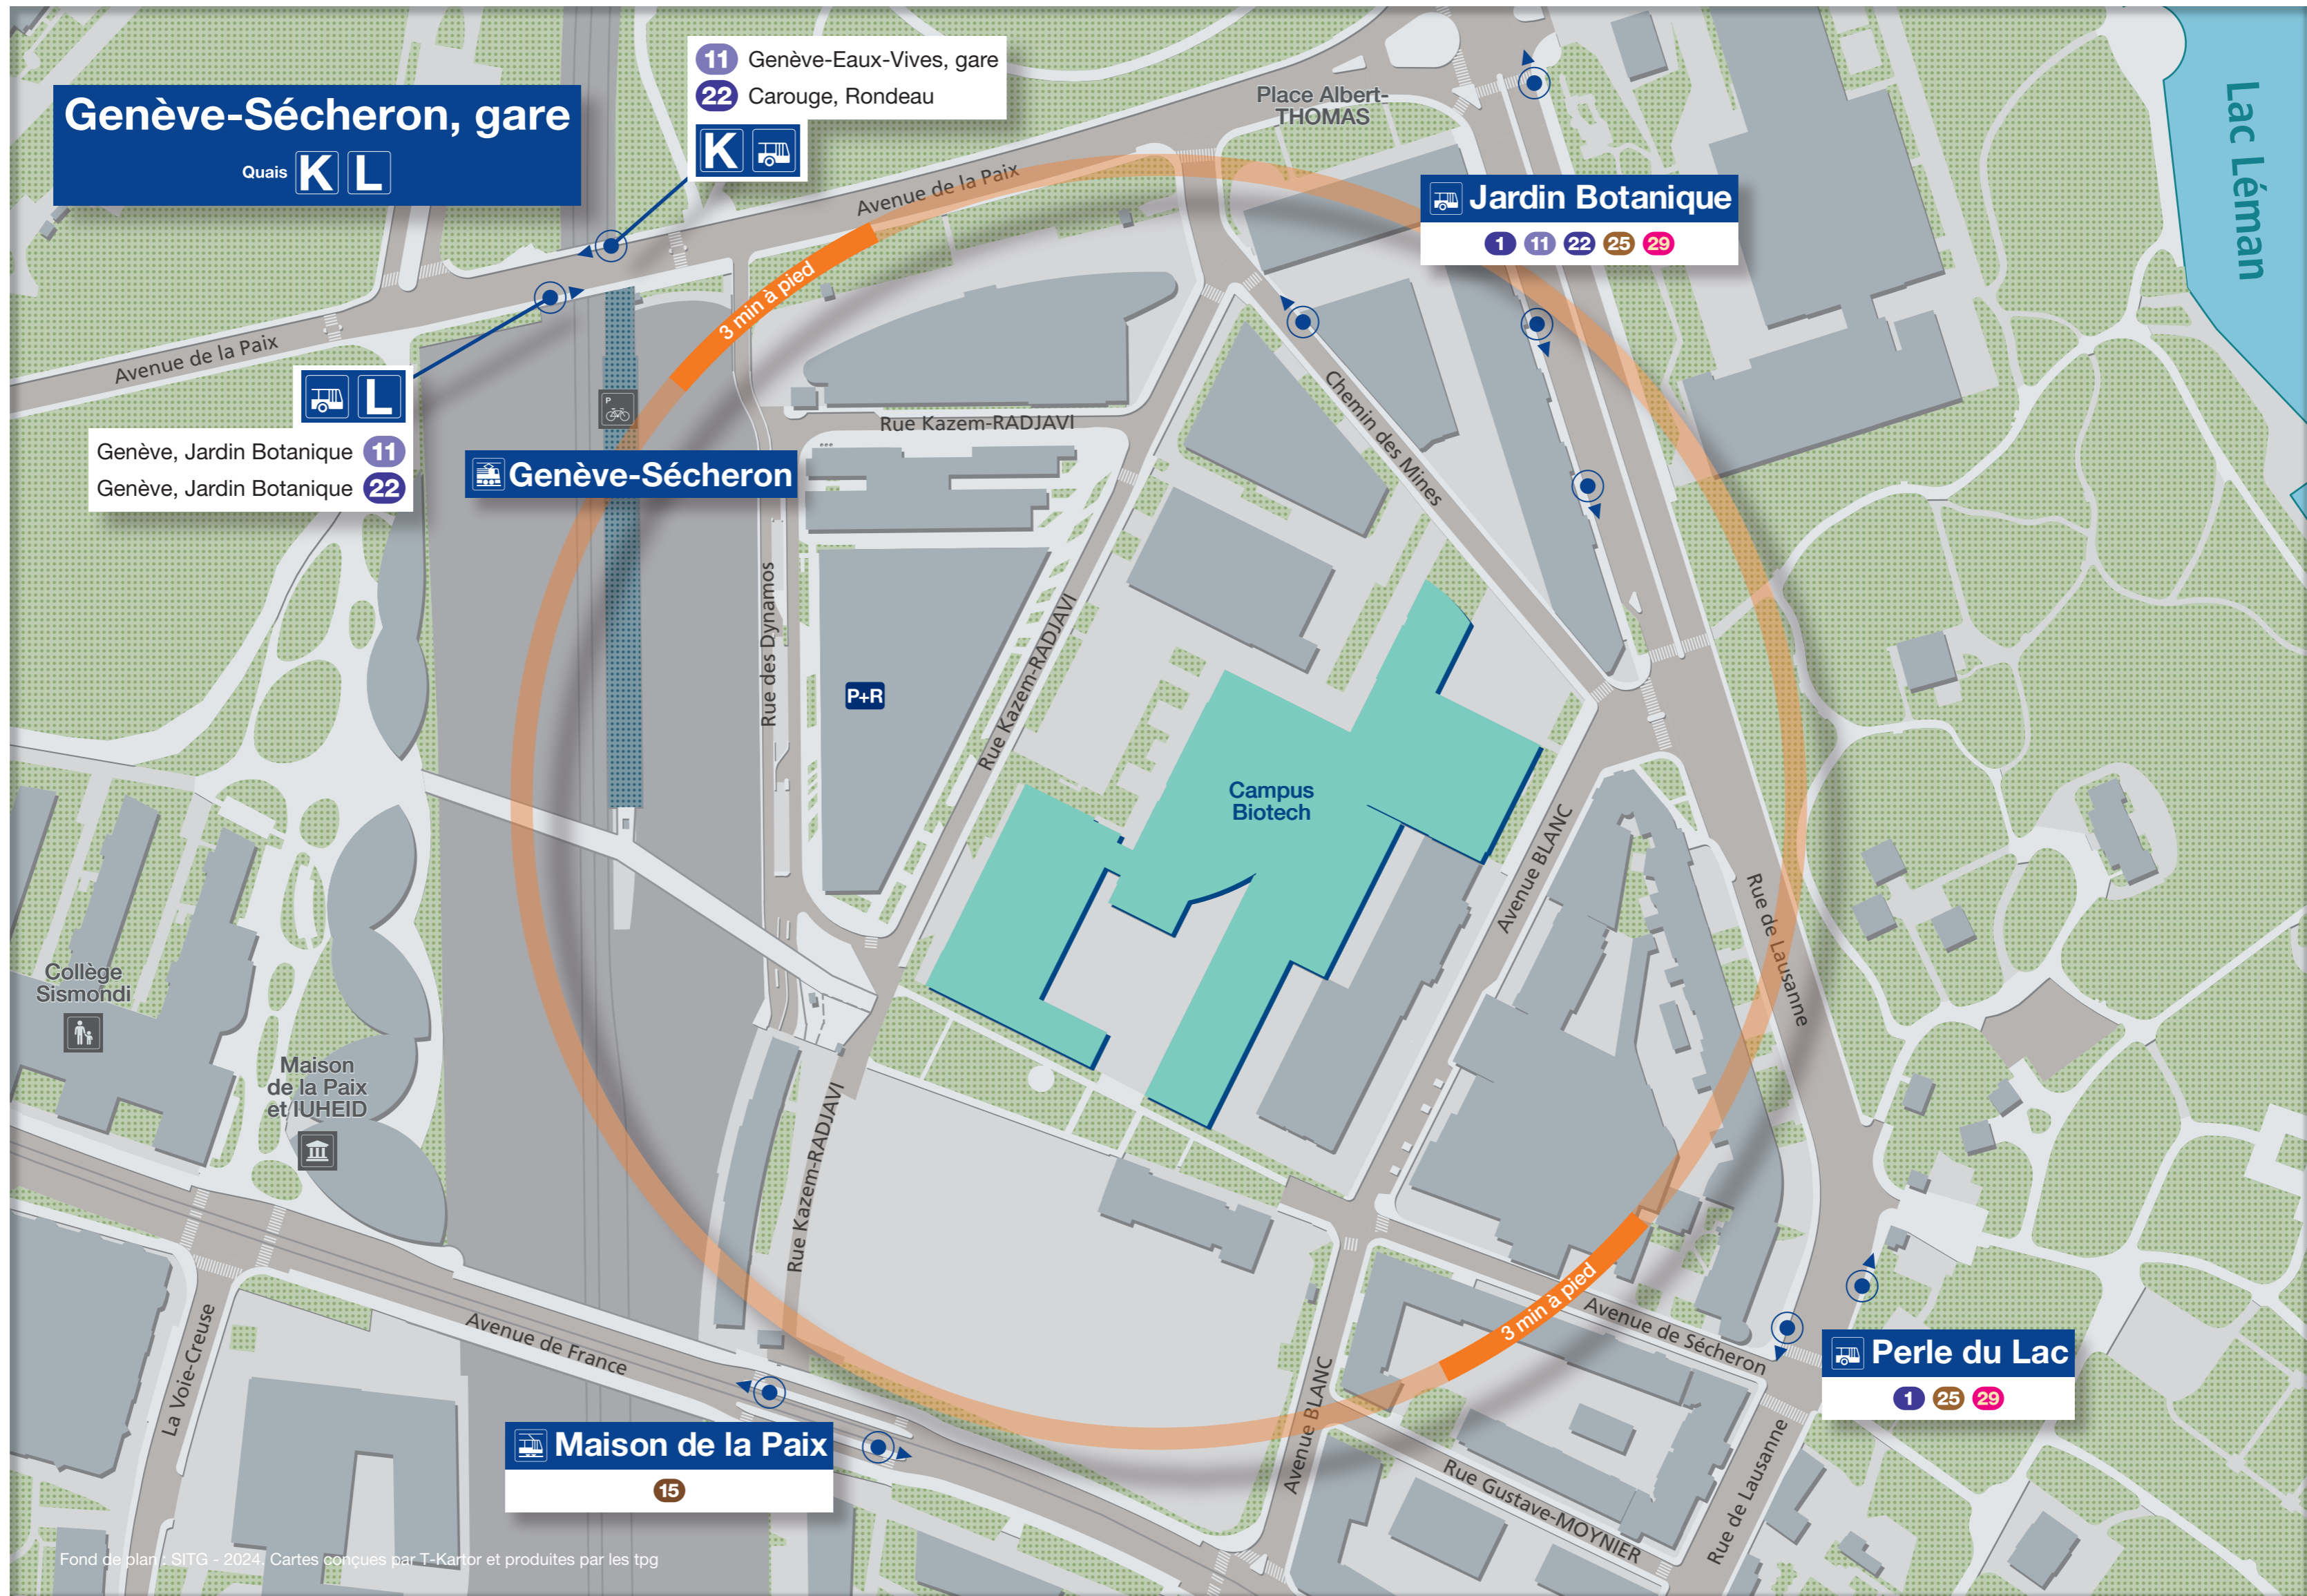 Genève-Sécheron, gare
Quais K L
11 Genève-Eaux-Vives, gare
22 Carouge, Rondeau
K
Place Albert-
THOMAS
Lac Léman
Avenue de la Paix
Jardin Botanique
1 11 22 25 29
3 min à pied
Avenue de la Paix
L
Genève, Jardin Botanique 11
Genève, Jardin Botanique 22
P
Rue Kazem-RADJAVI
Chemin des Mines
Genève-Sécheron
Rue des Dynamos
P+R
Rue Kazem-RADJAVI
Campus
Biotech
Avenue BLANC
Rue de Lausanne
Collège
Sismondi
Maison
de la Paix
et IUHEID
Rue Kazem-RADJAVI
La Voie-Creuse
Avenue de France
3 min à pied
Avenue de Sécheron
Perle du Lac
1 25 29
Avenue BLANC
Maison de la Paix
15
Rue Gustave-MOYNIER
Rue de Lausanne
Fond de plan : SITG - 2024. Cartes conçues par T-Kartor et produites par les tpg